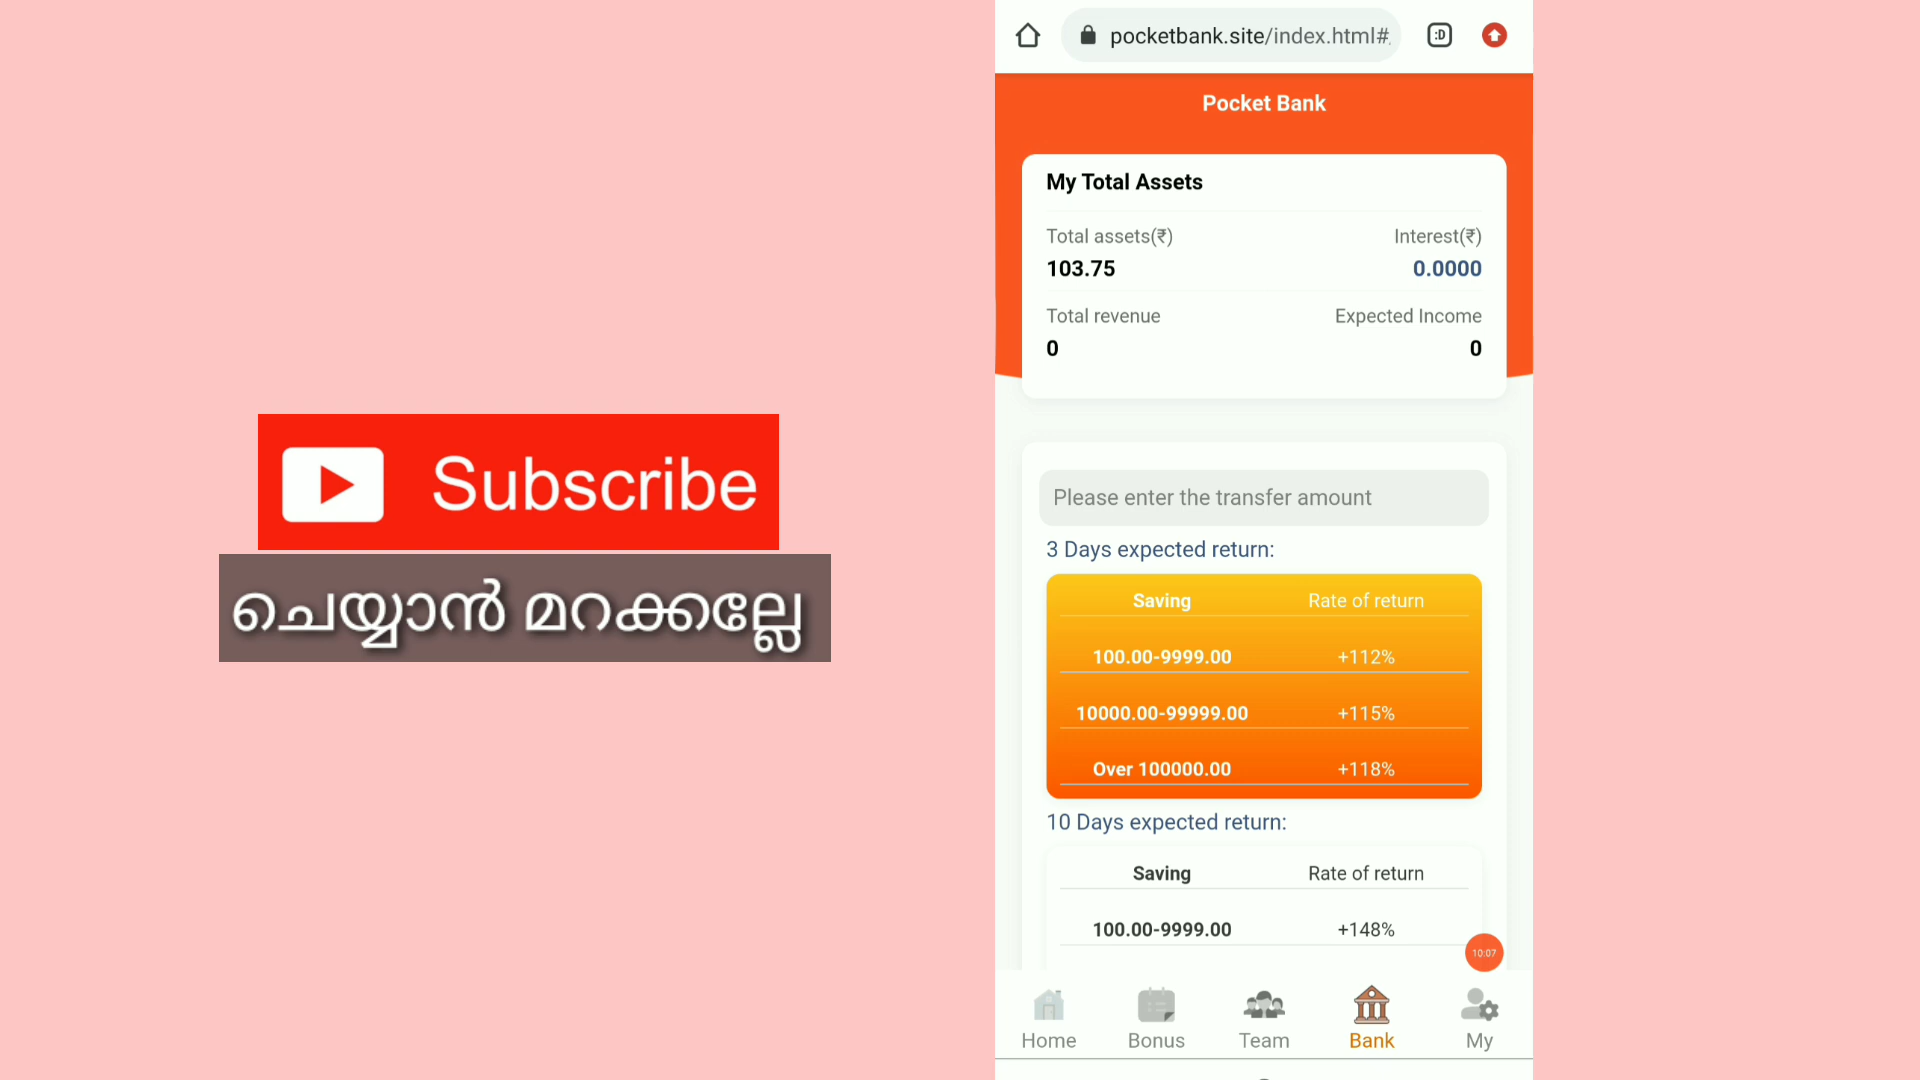 Subscribe
ചെയ്യാൻ മറക്കല്ലേ
pocketbank.site/index.html#
:D
Pocket Bank
My Total Assets
Total assets(₹) Interest(₹)
103.75 0.0000
Total revenue Expected Income
0 0
Please enter the transfer amount
3 Days expected return:
Saving Rate of return
100.00-9999.00 +112%
10000.00-99999.00 +115%
Over 100000.00 +118%
10 Days expected return:
Saving Rate of return
100.00-9999.00 +148%
10:07
Home Bonus Team Bank My